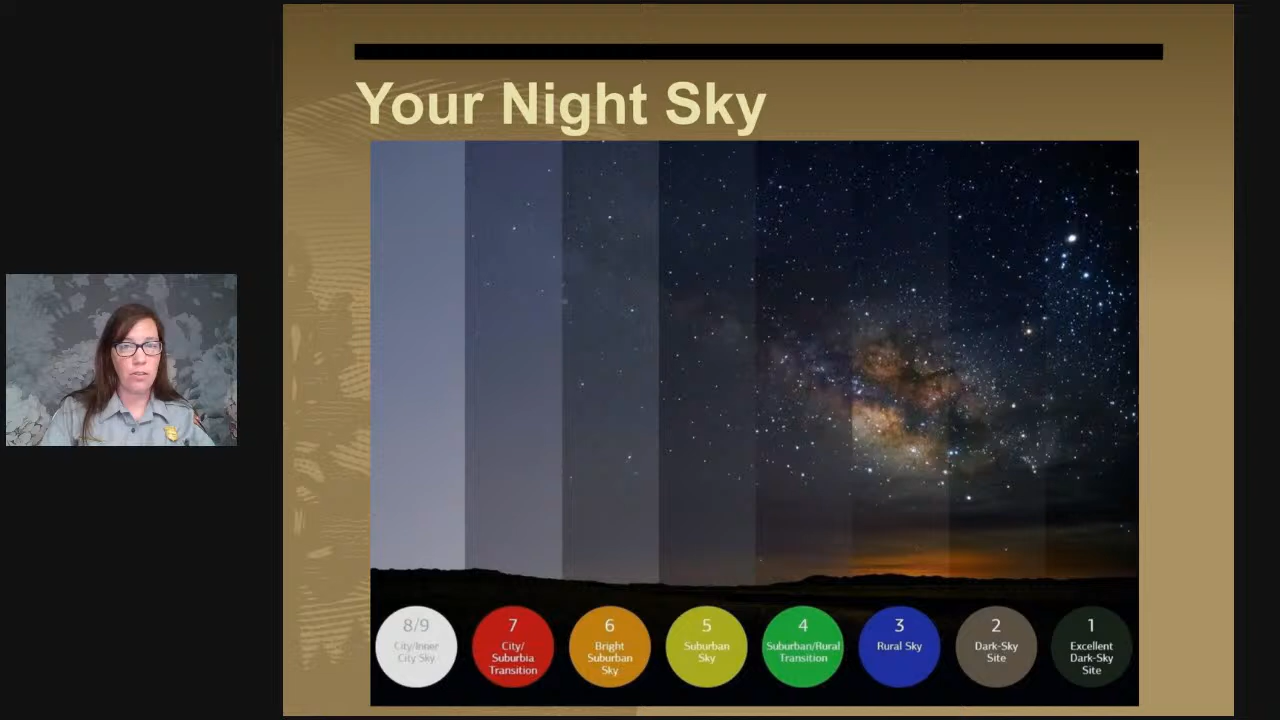 Your Night Sky
8/9
City/Inner
City Sky
7
City/
Suburbia
Transition
6
Bright
Suburban
Sky
5
Suburban
Sky
4
Suburban/Rural
Transition
3
Rural Sky
2
Dark-Sky
Site
1
Excellent
Dark-Sky
Site